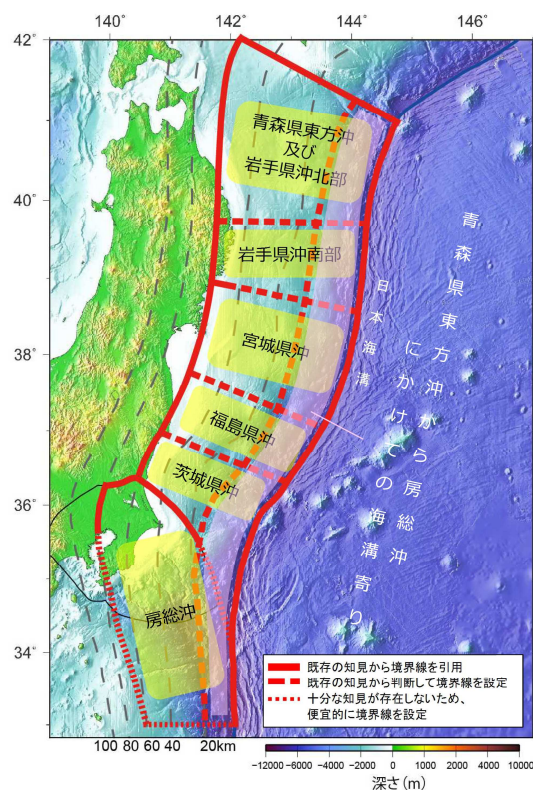 140˚ 142˚ 144˚ 146˚
42˚
40˚
38˚
36˚
34˚
青森県東方沖
及び
岩手県沖北部
岩手県沖南部
宮城県沖
福島県沖
茨城県沖
房総沖
日本海溝
青森県東方沖から房総沖
にかけての海溝寄り
既存の知見から境界線を引用
既存の知見から判断して境界線を設定
十分な知見が存在しないため、
便宜的に境界線を設定
100 80 60 40 20km
-12000 -8000 -6000 -4000 -2000 0 1000 2000 4000 10000
深さ(m)